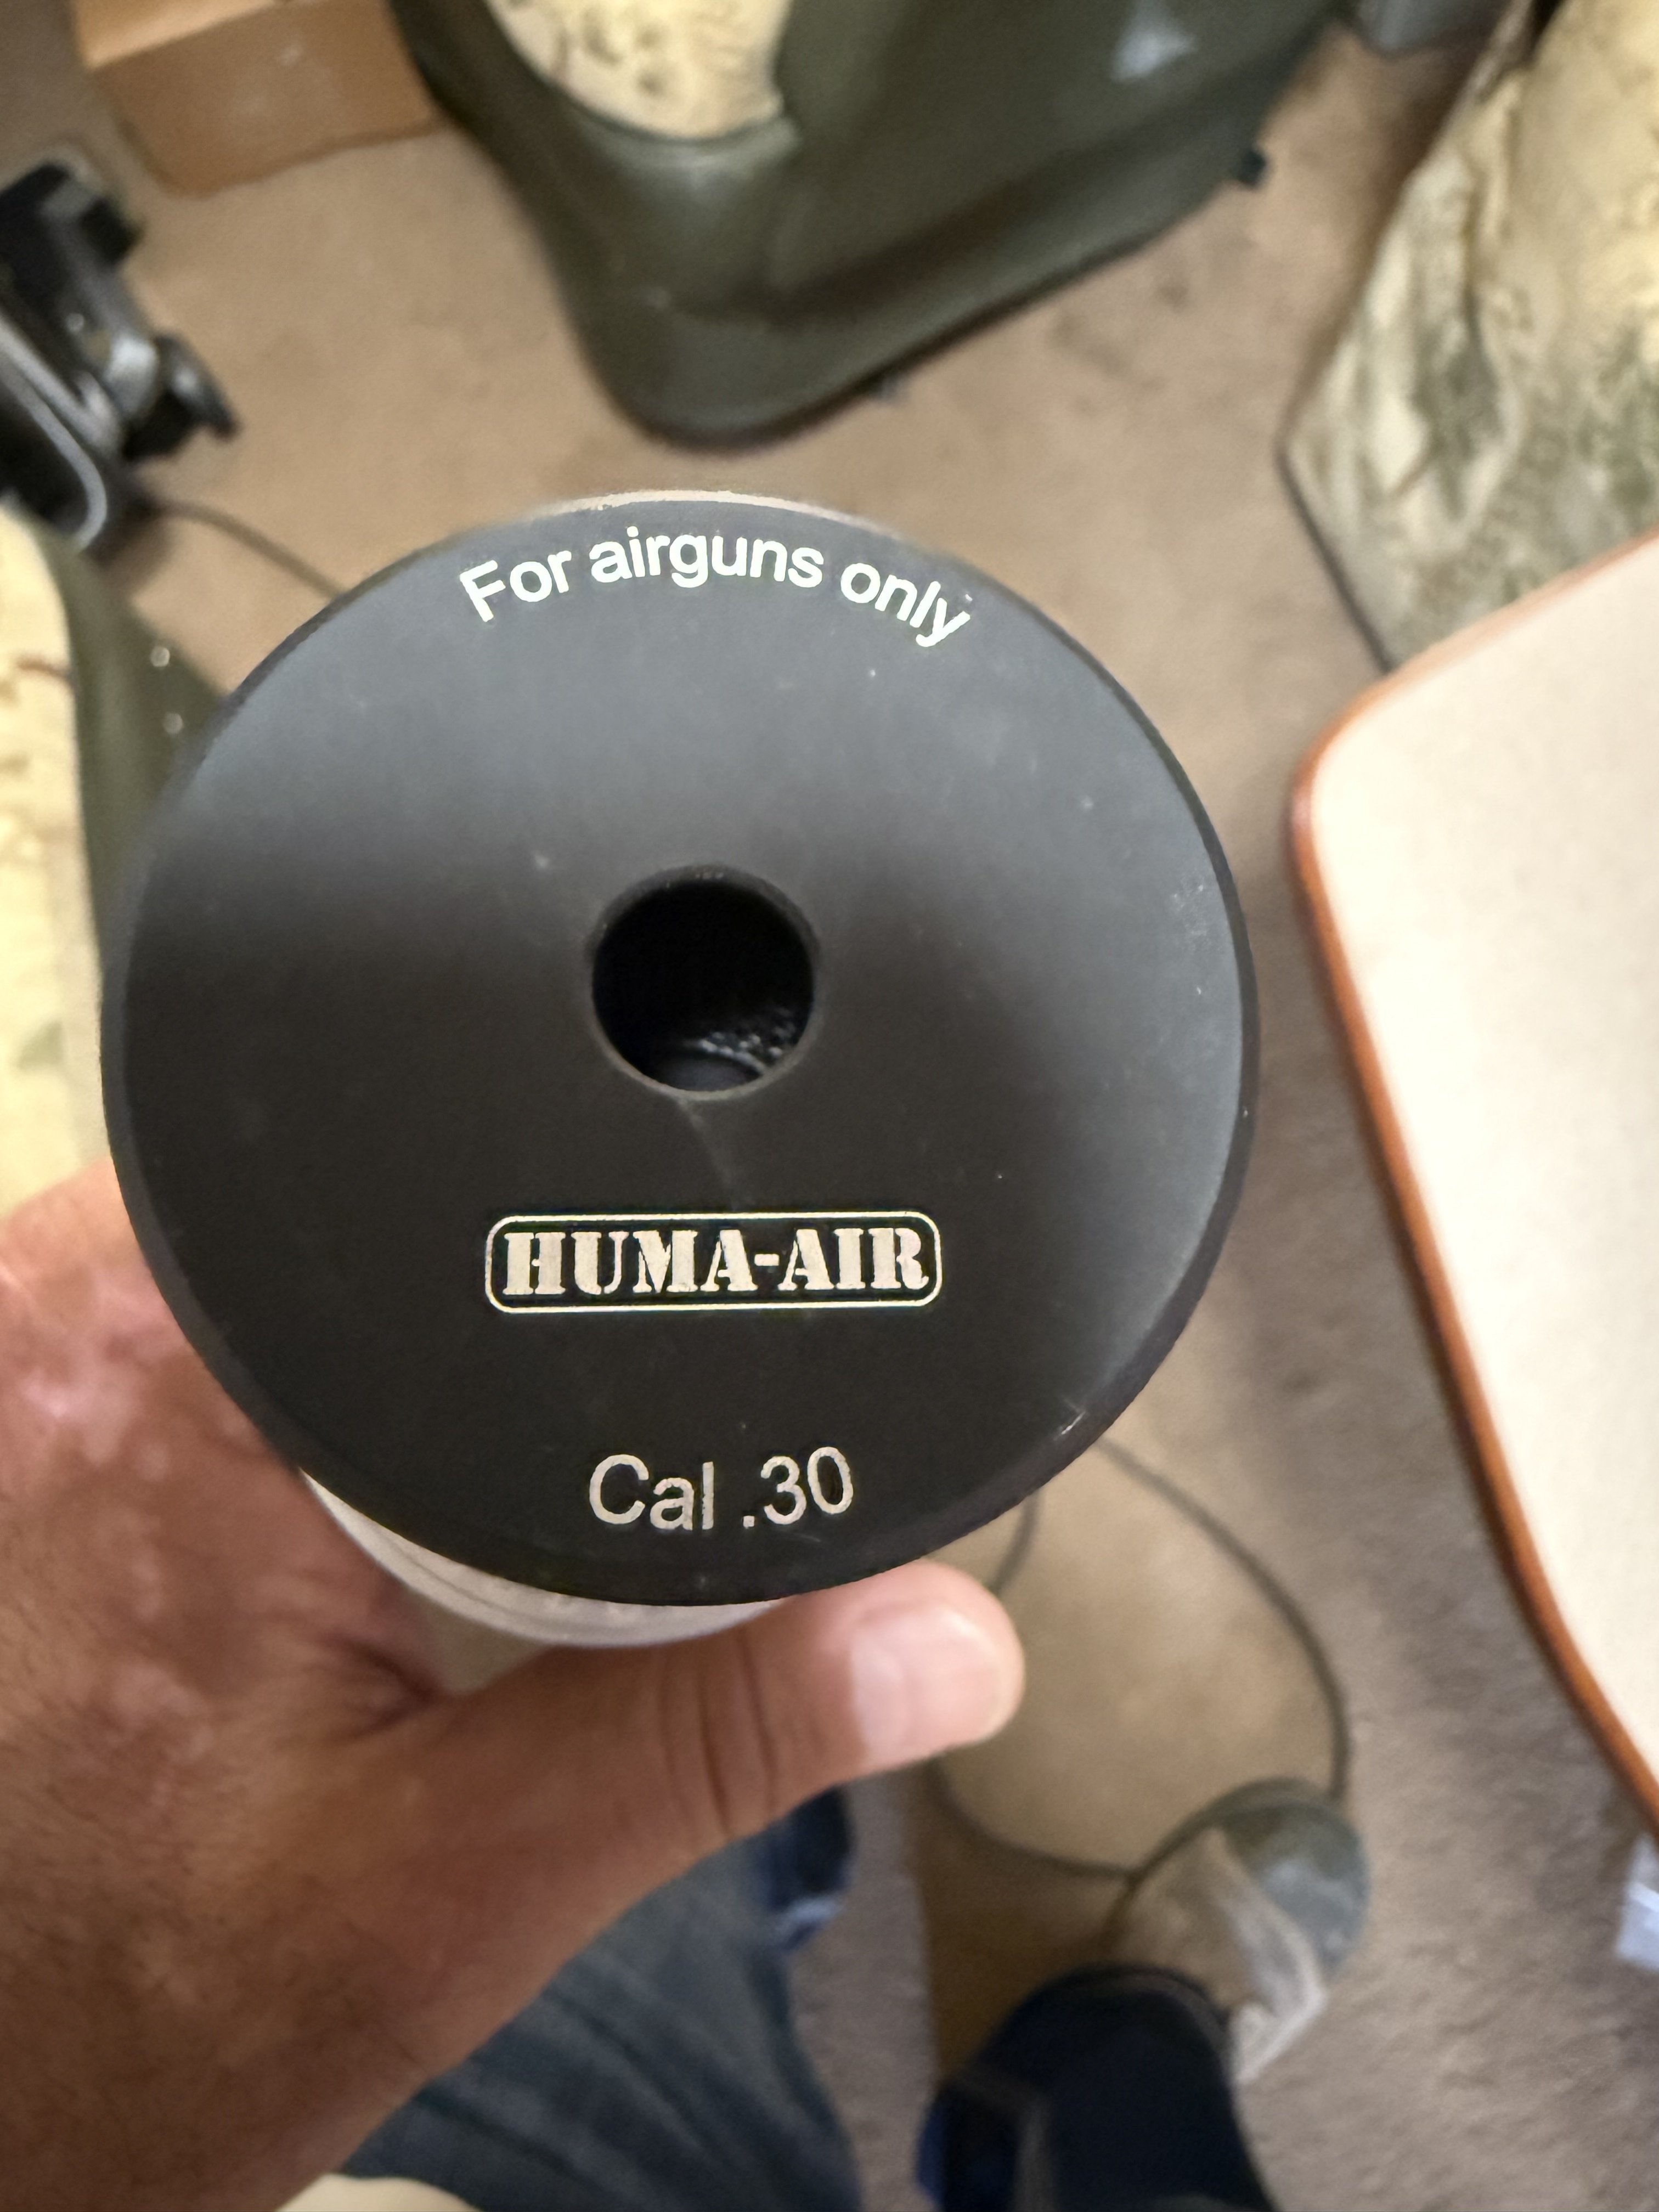 For airguns only
HUMA-AIR
Cal .30